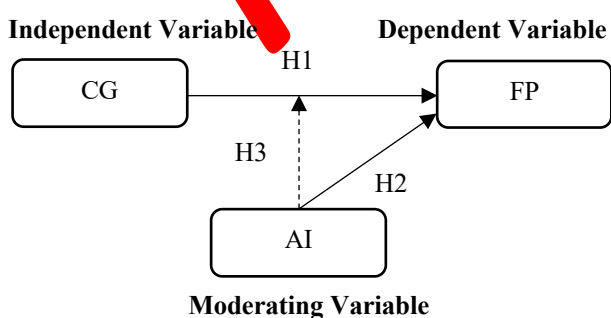 Independent Variable Dependent Variable
H1
CG FP
H3
H2
AI
Moderating Variable